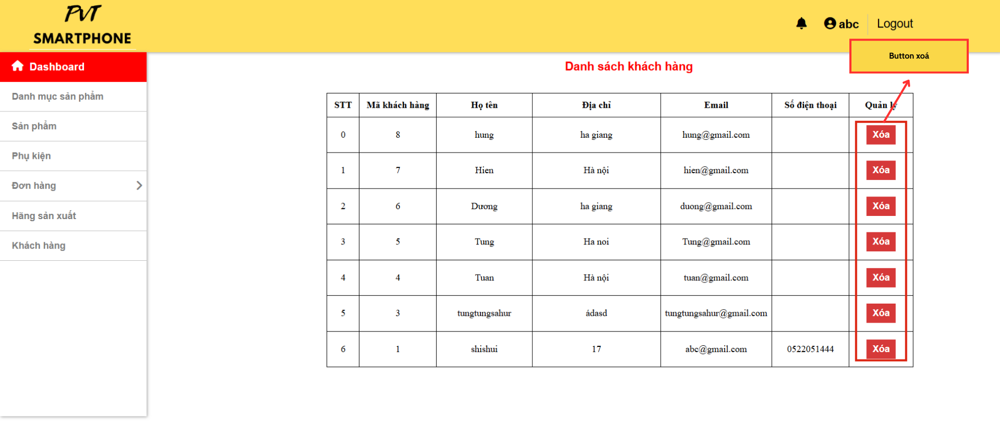 PVT
SMARTPHONE
abc Logout
Button xoá
Dashboard
Danh mục sản phẩm
Sản phẩm
Phụ kiện
Đơn hàng
Hãng sản xuất
Khách hàng
Danh sách khách hàng
STT Mã khách hàng Họ tên Địa chỉ Email Số điện thoại Quản lý
0 8 hung ha giang hung@gmail.com Xóa
1 7 Hien Hà nội hien@gmail.com Xóa
2 6 Dương ha giang duong@gmail.com Xóa
3 5 Tung Ha noi Tung@gmail.com Xóa
4 4 Tuan Hà nội tuan@gmail.com Xóa
5 3 tungtungsahur ádasd tungtungsahur@gmail.com Xóa
6 1 shishui 17 abc@gmail.com 0522051444 Xóa